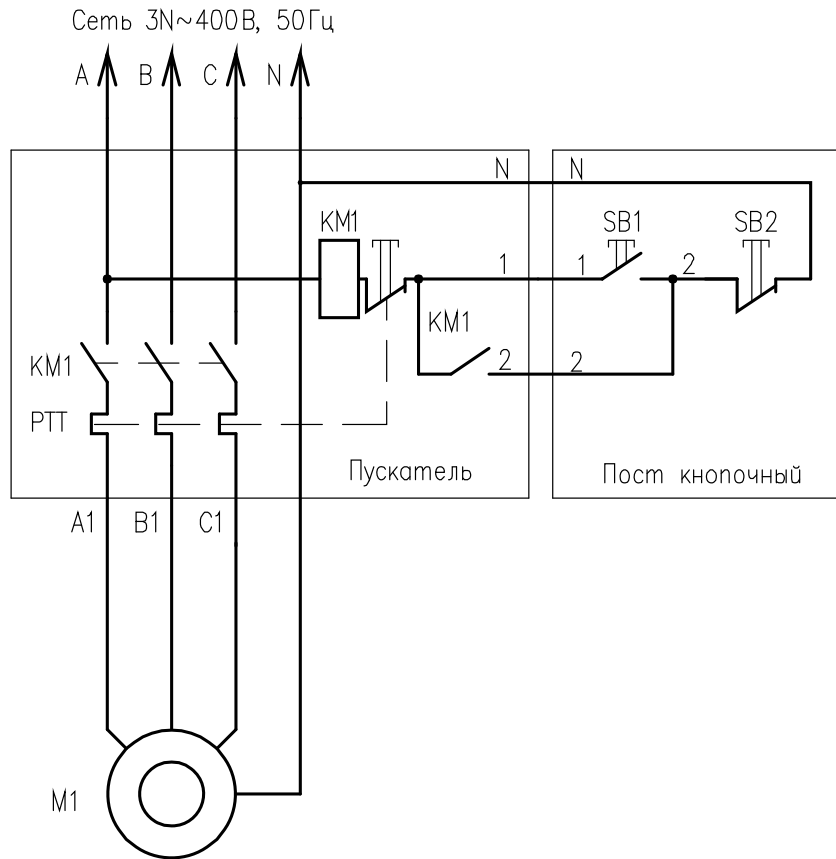 Сеть 3N~400В, 50Гц
A B C N
N N
KM1 SB1 SB2
1 1 2
KM1
2 2
KM1
РТТ
Пускатель Пост кнопочный
A1 B1 C1
M1